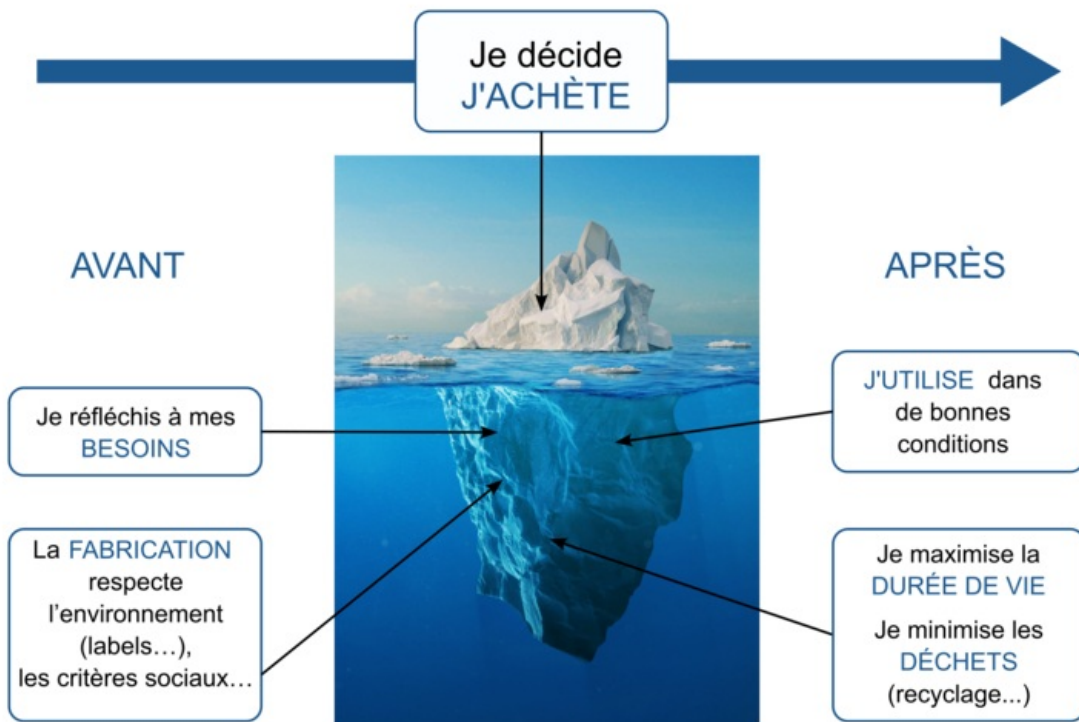 Je décide
J'ACHÈTE
AVANT
APRÈS
Je réfléchis à mes
BESOINS
La FABRICATION
respecte
l’environnement
(labels…),
les critères sociaux…
J'UTILISE dans
de bonnes
conditions
Je maximise la
DURÉE DE VIE
Je minimise les
DÉCHETS
(recyclage...)